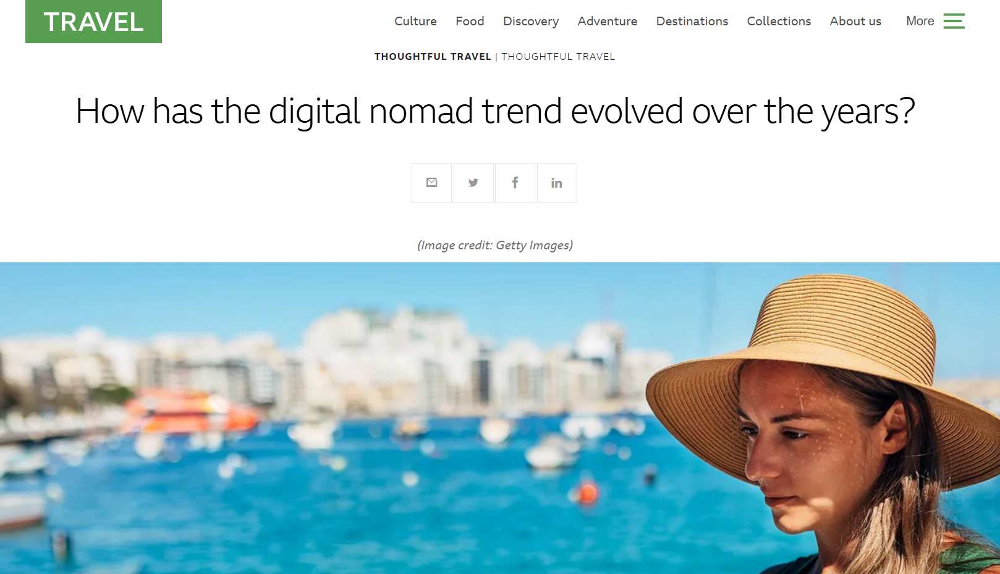 TRAVEL
Culture Food Discovery Adventure Destinations Collections About us More
THOUGHTFUL TRAVEL | THOUGHTFUL TRAVEL
How has the digital nomad trend evolved over the years?
(Image credit: Getty Images)